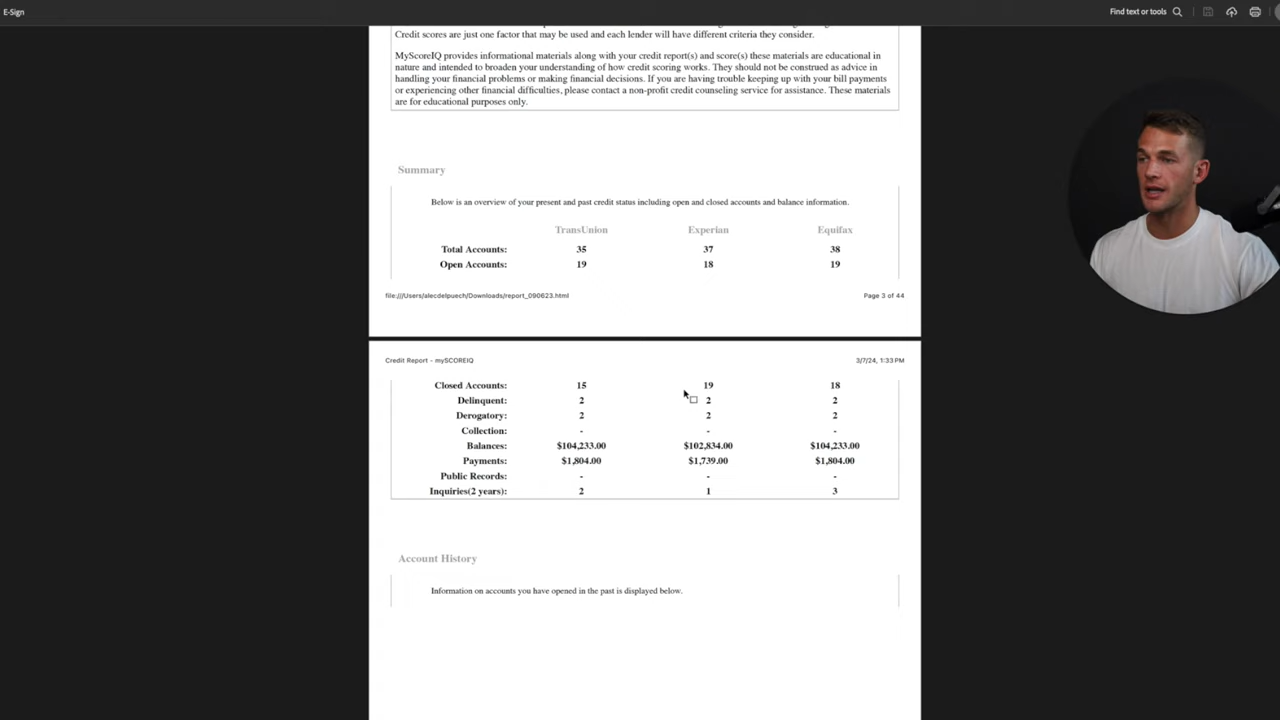 E-Sign
Find text or tools
Credit scores are just one factor that may be used and each lender will have different criteria they consider.
MyScoreIQ provides informational materials along with your credit report(s) and score(s) these materials are educational in
nature and intended to broaden your understanding of how credit scoring works. They should not be construed as advice in
handling your financial problems or making financial decisions. If you are having trouble keeping up with your bill payments
or experiencing other financial difficulties, please contact a non-profit credit counseling service for assistance. These materials
are for educational purposes only.
Summary
Below is an overview of your present and past credit status including open and closed accounts and balance information.
TransUnion Experian Equifax
Total Accounts: 35 37 38
Open Accounts: 19 18 19
file:///Users/alecdelpuech/Downloads/report_090623.html Page 3 of 44
Credit Report - mySCOREIQ 3/7/24, 1:33 PM
Closed Accounts: 15 19 18
Delinquent: 2 2 2
Derogatory: 2 2 2
Collection: - - -
Balances: $104,233.00 $102,834.00 $104,233.00
Payments: $1,804.00 $1,739.00 $1,804.00
Public Records: - - -
Inquiries(2 years): 2 1 3
Account History
Information on accounts you have opened in the past is displayed below.